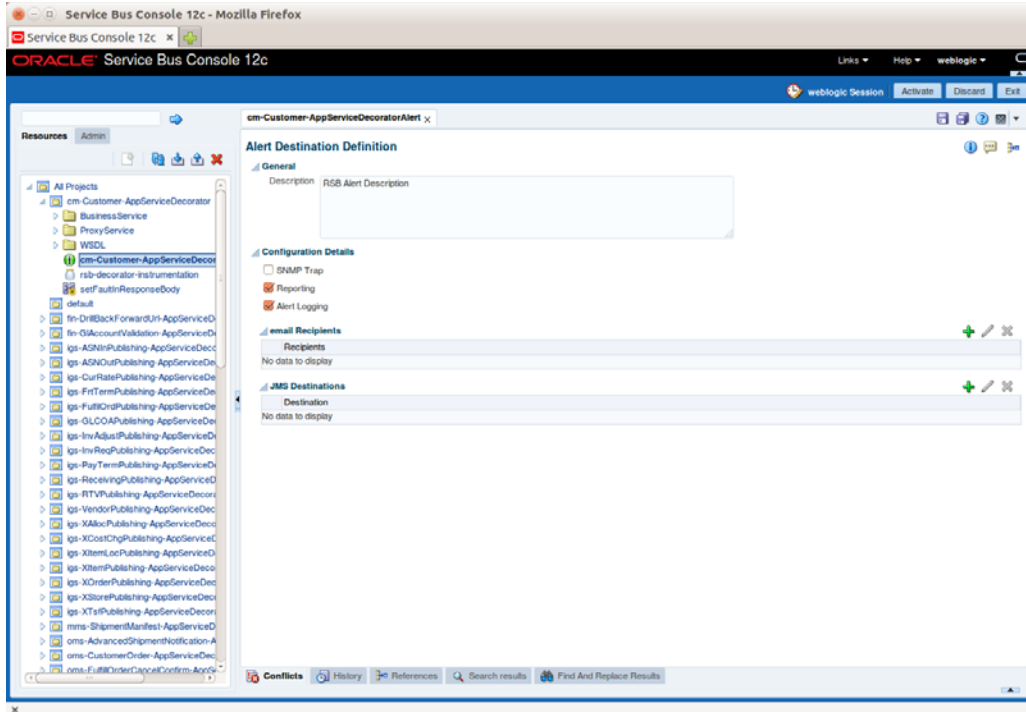 Service Bus Console 12c - Mozilla Firefox
Service Bus Console 12c
ORACLE Service Bus Console 12c
Links Help weblogic
weblogic Session Activate Discard Exit
cm-Customer-AppServiceDecoratorAlert
Resources Admin
Alert Destination Definition
General
Description RSB Alert Description
All Projects
cm-Customer-AppServiceDecorator
BusinessService
ProxyService
WSDL
cm-Customer-AppServiceDecor
rsb-decorator-instrumentation
setFaultInResponseBody
default
fin-DrillBackForwardUrl-AppServiceD
fin-GlAccountValidation-AppServiceD
igs-ASNInPublishing-AppServiceDeco
igs-ASNOutPublishing-AppServiceDe
igs-CurRatePublishing-AppServiceDe
igs-FrtTermPublishing-AppServiceDe
igs-FulfilOrdPublishing-AppServiceDe
igs-GLCOAPublishing-AppServiceDe
igs-InvAdjustPublishing-AppServiceD
igs-InvReqPublishing-AppServiceDec
igs-PayTermPublishing-AppServiceD
igs-ReceivingPublishing-AppServiceD
igs-RTVPublishing-AppServiceDecora
igs-VendorPublishing-AppServiceDec
igs-XAllocPublishing-AppServiceDeco
igs-XCostChgPublishing-AppServiceD
igs-XItemLocPublishing-AppServiceD
igs-XItemPublishing-AppServiceDeco
igs-XOrderPublishing-AppServiceDec
igs-XStorePublishing-AppServiceDec
igs-XTsfPublishing-AppServiceDecor
mms-ShipmentManifest-AppServiceD
oms-AdvancedShipmentNotification-A
oms-CustomerOrder-AppServiceDec
oms-FulfillOrderCancelConfirm-AppS
Configuration Details
SNMP Trap
Reporting
Alert Logging
email Recipients
Recipients
No data to display
JMS Destinations
Destination
No data to display
Conflicts History References Search results Find And Replace Results